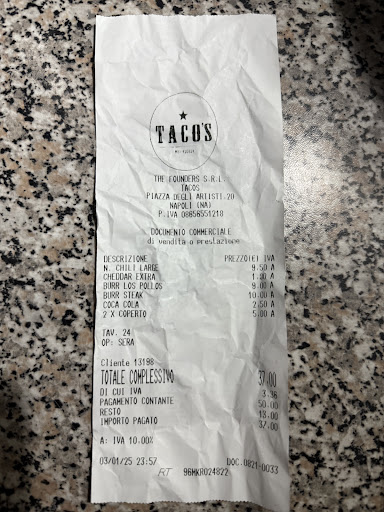 TACO'S
THE FOUNDERS S.R.L.
TACOS
PIAZZA DEGLI ARTISTI,20
NAPOLI (NA)
P.IVA 08656551218
DOCUMENTO COMMERCIALE
di vendita o prestazione
DESCRIZIONE PREZZO(€) IVA
N. CHILI LARGE 9.50 A
CHEDDAR EXTRA 1.00 A
BURR LOS POLLOS 9.00 A
BURR STEAK 10.00 A
COCA COLA 2.50 A
2 X COPERTO 5.00 A
TAV. 24
OP: SERA
Cliente 13198
TOTALE COMPLESSIVO 37.00
DI CUI IVA 3.36
PAGAMENTO CONTANTE 50.00
RESTO 13.00
IMPORTO PAGATO 37.00
A: IVA 10.00%
03/01/25 23:57 DOC.0821-0033
RT 96MKR024822